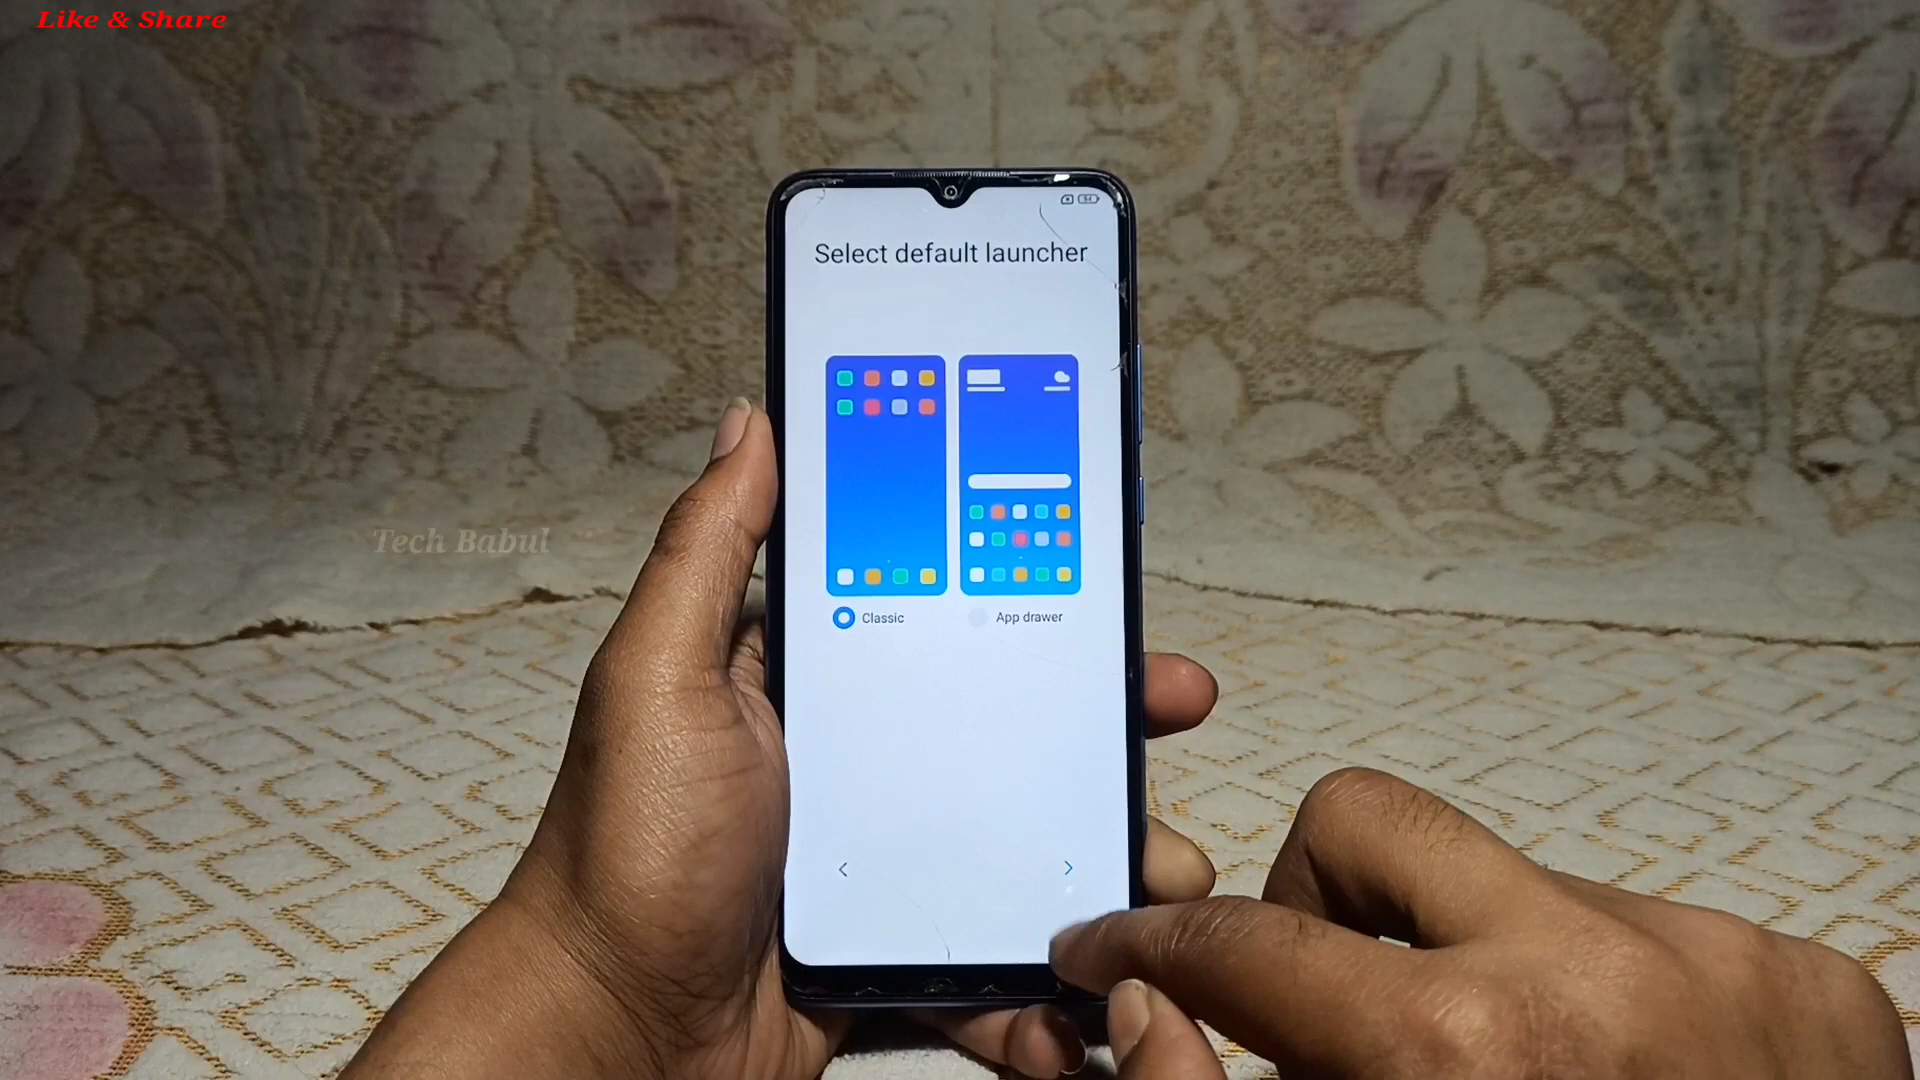 Like & Share
Select default launcher
Tech Babul
Classic
App drawer